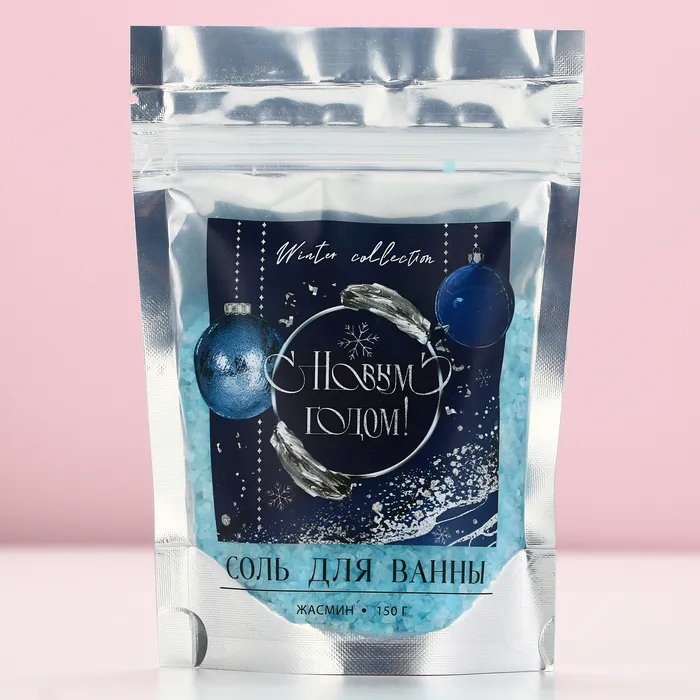 Winter collection
С Новым
годом!
СОЛЬ ДЛЯ ВАННЫ
ЖАСМИН • 150 Г